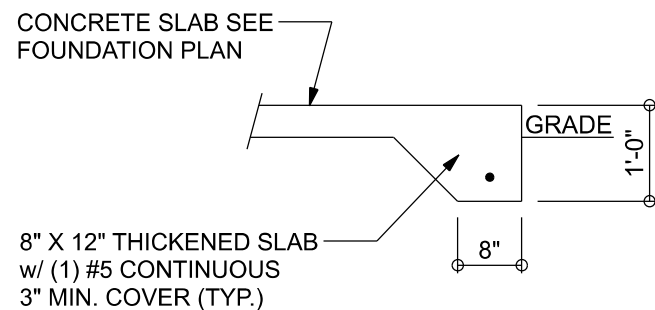 CONCRETE SLAB SEE
FOUNDATION PLAN
GRADE
1'-0"
8" X 12" THICKENED SLAB
w/ (1) #5 CONTINUOUS
3" MIN. COVER (TYP.)
8"